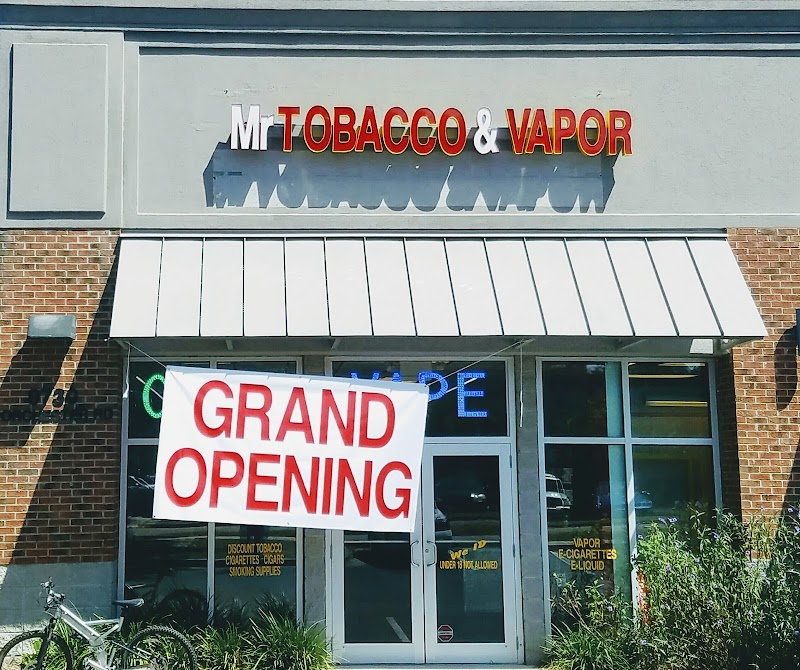 Mr TOBACCO & VAPOR
VAPE
GRAND
OPENING
DISCOUNT TOBACCO
CIGARETTES · CIGARS
SMOKING SUPPLIES
We ID
UNDER 18 NOT ALLOWED
VAPOR
E-CIGARETTES
E-LIQUID